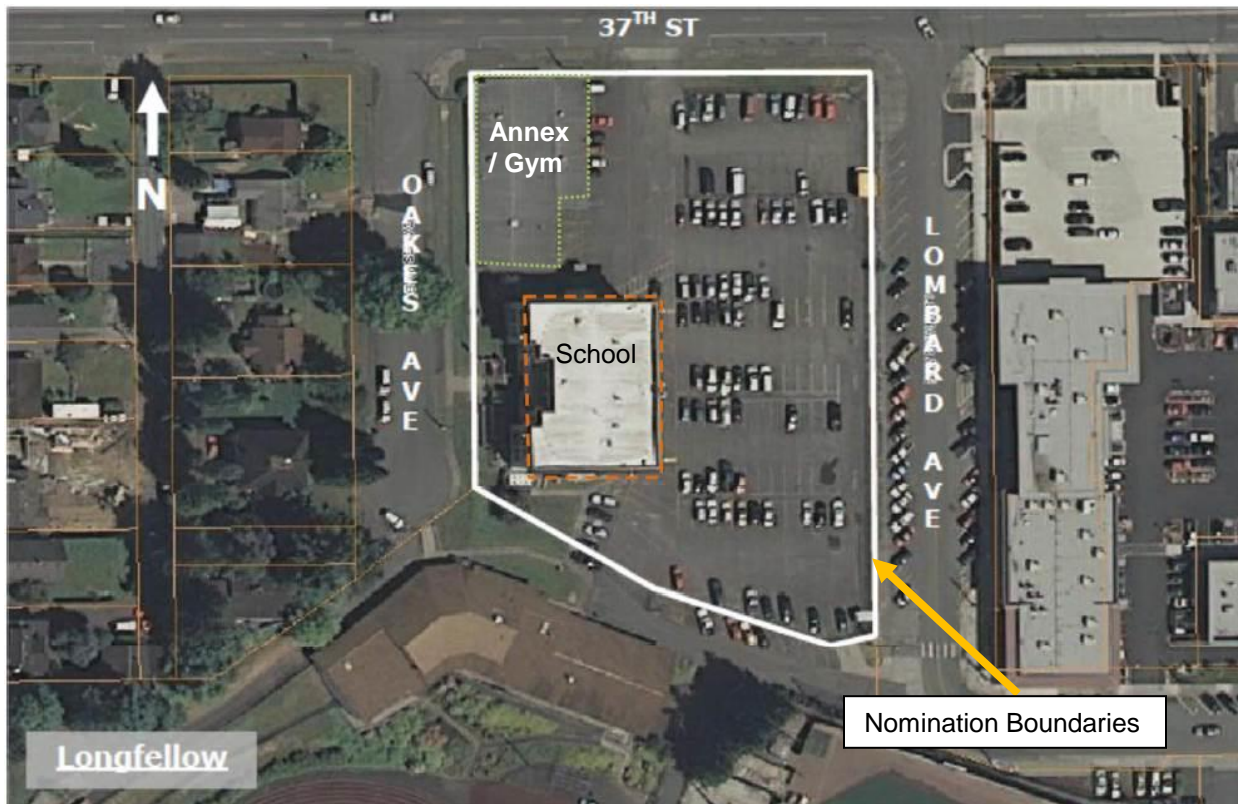 37TH ST
Annex
/ Gym
N
OAKES AVE
LOMBARD AVE
School
Nomination Boundaries
Longfellow